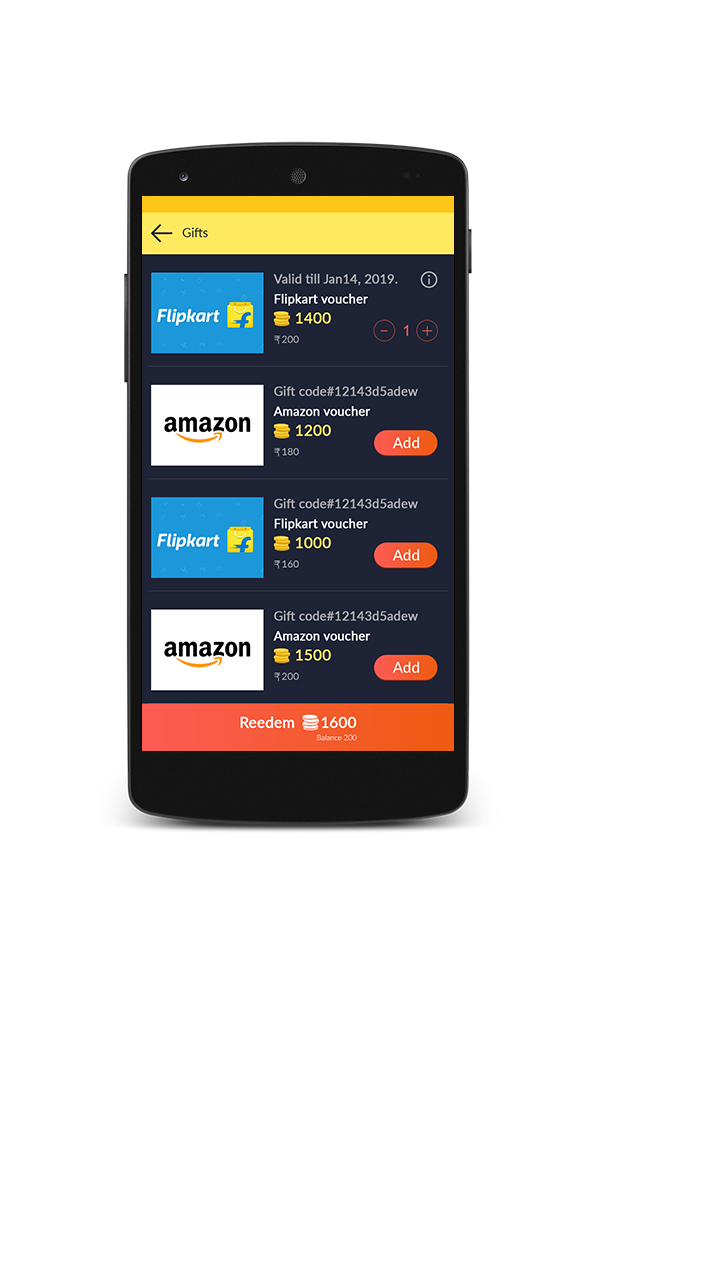 Gifts
Flipkart
Valid till Jan14, 2019.
Flipkart voucher
1400
₹200
1
amazon
Gift code#12143d5adew
Amazon voucher
1200
₹180
Add
Flipkart
Gift code#12143d5adew
Flipkart voucher
1000
₹160
Add
amazon
Gift code#12143d5adew
Amazon voucher
1500
₹200
Add
Reedem 1600
Balance 200